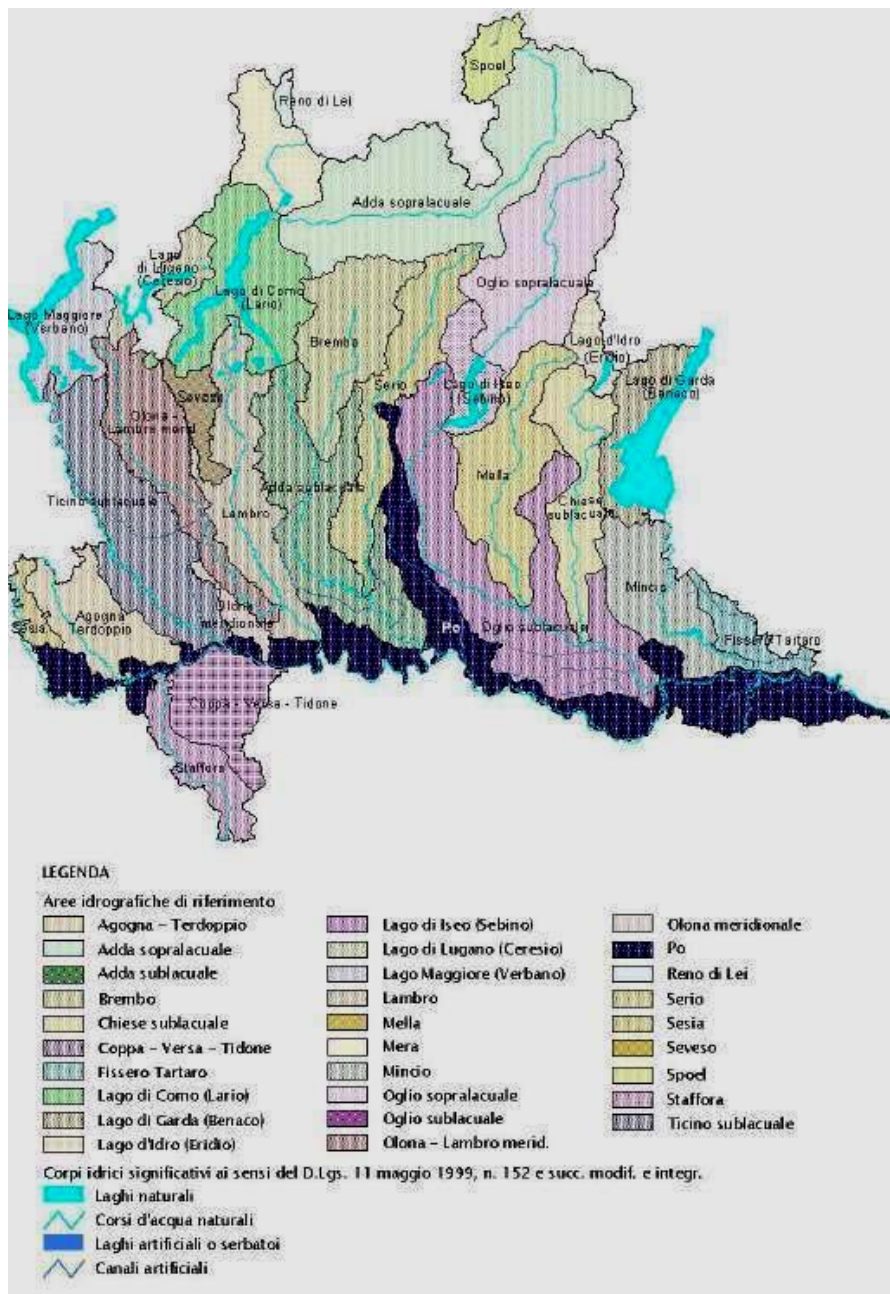 Spoel
Reno di Lei
Adda sopralacuale
Lago
di Lugano
(Ceresio)
Oglio sopralacuale
Lago di Como
(Lario)
Lago Maggiore
(Verbano)
Brembo
Lago d'Idro
(Eridio)
Lago di Garda
(Benaco)
Serio
Lago di Iseo
(Sebino)
Seveso
Olona -
Lambro merid
Mella
Adda sublacuale
Ticino sublacuale
Lambro
Chiese
sublacuale
Mincio
Agogna
Terdoppio
Sesia
Olona
meridionale
Po
Oglio sublacuale
Fissero Tartaro
Coppa - Versa - Tidone
Staffora
LEGENDA
Aree idrografiche di riferimento
Agogna – Terdoppio
Adda sopralacuale
Adda sublacuale
Brembo
Chiese sublacuale
Coppa – Versa – Tidone
Fissero Tartaro
Lago di Como (Lario)
Lago di Garda (Benaco)
Lago d'Idro (Eridio)
Lago di Iseo (Sebino)
Lago di Lugano (Ceresio)
Lago Maggiore (Verbano)
Lambro
Mella
Mera
Mincio
Oglio sopralacuale
Oglio sublacuale
Olona – Lambro merid.
Olona meridionale
Po
Reno di Lei
Serio
Sesia
Seveso
Spoel
Staffora
Ticino sublacuale
Corpi idrici significativi ai sensi del D.Lgs. 11 maggio 1999, n. 152 e succ. modif. e integr.
Laghi naturali
Corsi d'acqua naturali
Laghi artificiali o serbatoi
Canali artificiali